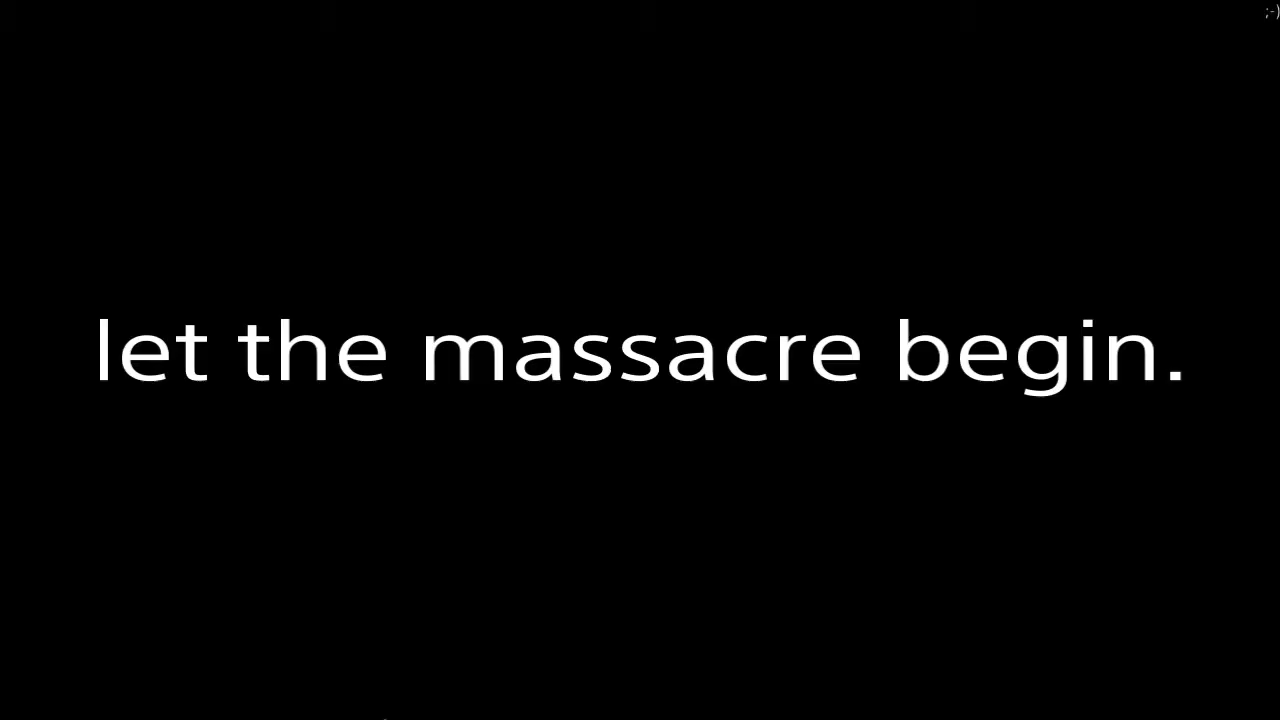 ;-)
let the massacre begin.